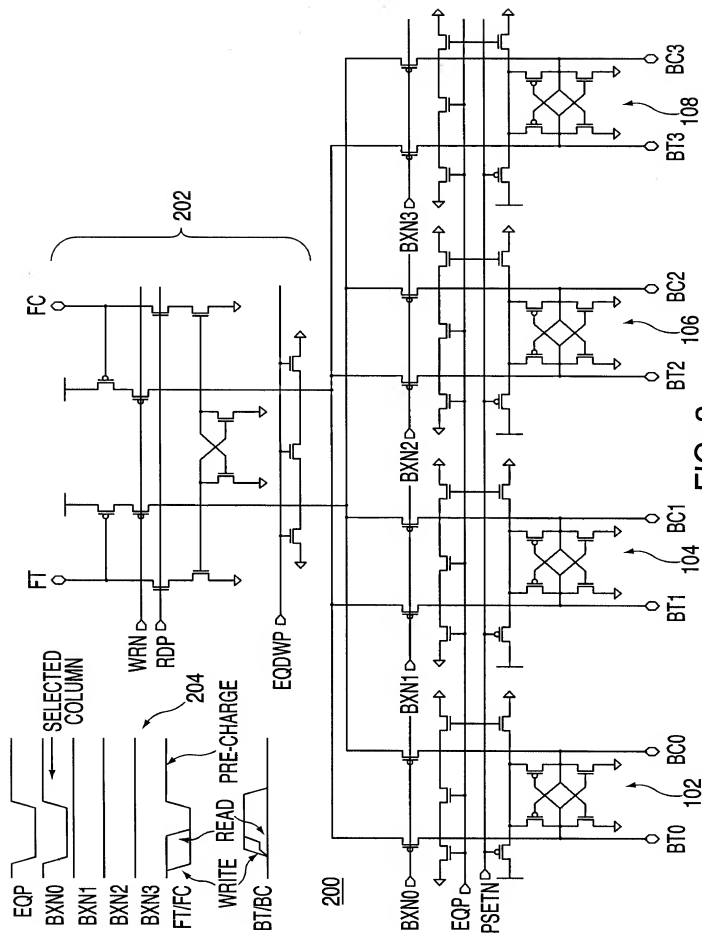 EQP
BXN0
SELECTED
COLUMN
BXN1
BXN2
BXN3
204
FT/FC
PRE-CHARGE
WRITE
READ
BT/BC
FT
FC
202
WRN
RDP
EQDWP
200
BXN0
BXN1
BXN2
BXN3
EQP
PSETN
102
104
106
108
BT0
BC0
BT1
BC1
BT2
BC2
BT3
BC3
FIG.